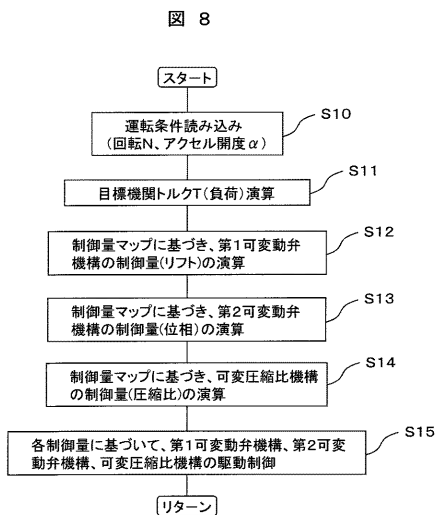 図 8
スタート
運転条件読み込み
(回転N、アクセル開度α)
S10
目標機関トルクT(負荷)演算
S11
制御量マップに基づき、第1可変動弁
機構の制御量(リフト)の演算
S12
制御量マップに基づき、第2可変動弁
機構の制御量(位相)の演算
S13
制御量マップに基づき、可変圧縮比機構
の制御量(圧縮比)の演算
S14
各制御量に基づいて、第1可変動弁機構、第2可変
動弁機構、可変圧縮比機構の駆動制御
S15
リターン